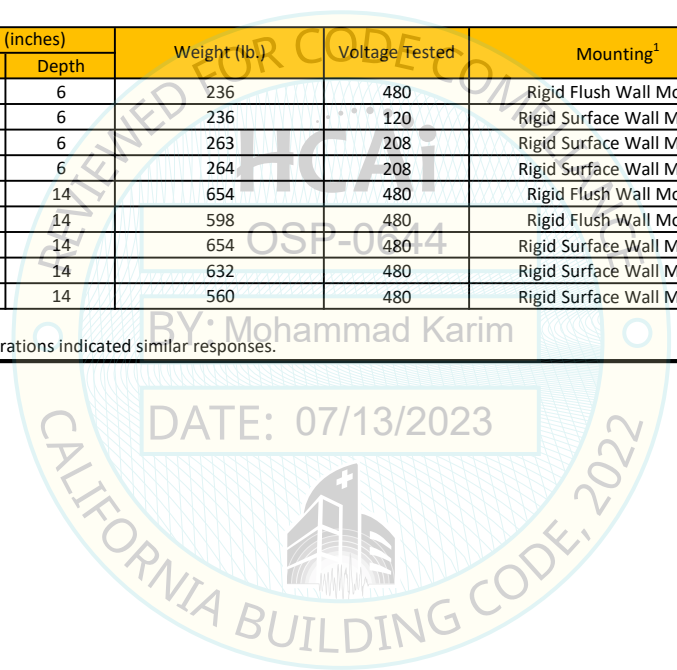 (inches) Weight (lb.) Voltage Tested Mounting1
Depth
6 236 480 Rigid Flush Wall Mo
6 236 120 Rigid Surface Wall M
6 263 208 Rigid Surface Wall M
6 264 208 Rigid Surface Wall M
14 654 480 Rigid Flush Wall Mo
14 598 480 Rigid Flush Wall Mo
14 654 480 Rigid Surface Wall M
14 632 480 Rigid Surface Wall M
14 560 480 Rigid Surface Wall M
rations indicated similar responses.
REVIEWED FOR CODE COMPLIANCE
HCAi
OSP-0644
BY: Mohammad Karim
DATE: 07/13/2023
CALIFORNIA BUILDING CODE, 2022